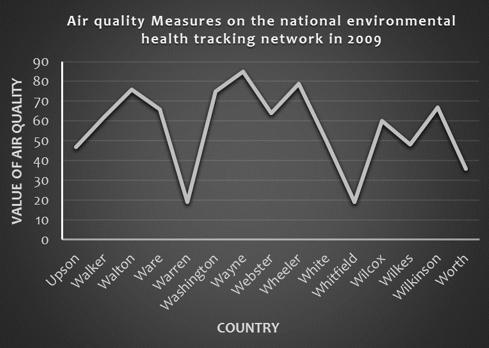 Air quality Measures on the national environmental
health tracking network in 2009
VALUE OF AIR QUALITY
90
80
70
60
50
40
30
20
10
0
Upson
Walker
Walton
Ware
Warren
Washington
Wayne
Webster
Wheeler
White
Whitfield
Wilcox
Wilkes
Wilkinson
Worth
COUNTRY